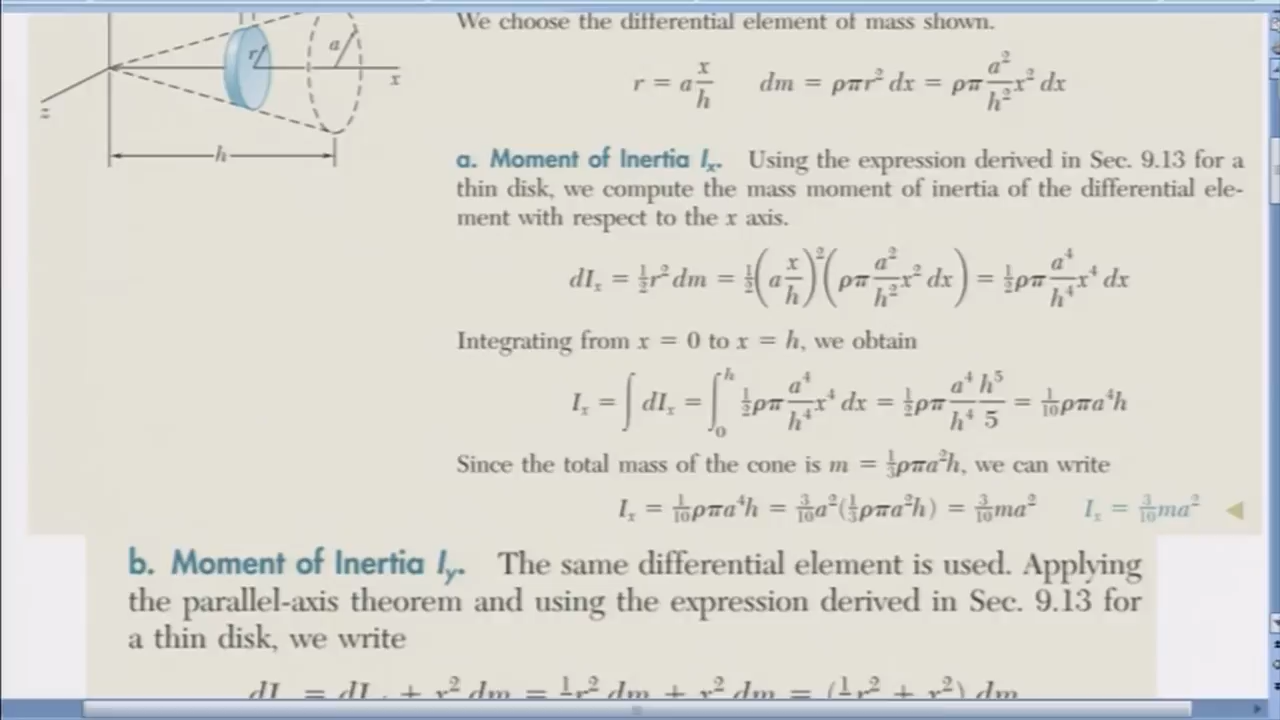 We choose the differential element of mass shown.
r
a
x
z
h
r = a x/h    dm = ρπr² dx = ρπ a²/h² x² dx
a. Moment of Inertia Iₓ. Using the expression derived in Sec. 9.13 for a
thin disk, we compute the mass moment of inertia of the differential ele-
ment with respect to the x axis.
dIₓ = ½r² dm = ½(a x/h)²(ρπ a²/h² x² dx) = ½ρπ a⁴/h⁴ x⁴ dx
Integrating from x = 0 to x = h, we obtain
Iₓ = ∫ dIₓ = ∫₀ʰ ½ρπ a⁴/h⁴ x⁴ dx = ½ρπ a⁴/h⁴ h⁵/5 = 1/10 ρπa⁴h
Since the total mass of the cone is m = ⅓ρπa²h, we can write
Iₓ = 1/10 ρπa⁴h = 3/10 a²(⅓ρπa²h) = 3/10 ma²    Iₓ = 3/10 ma² ◀
b. Moment of Inertia I_y. The same differential element is used. Applying
the parallel-axis theorem and using the expression derived in Sec. 9.13 for
a thin disk, we write